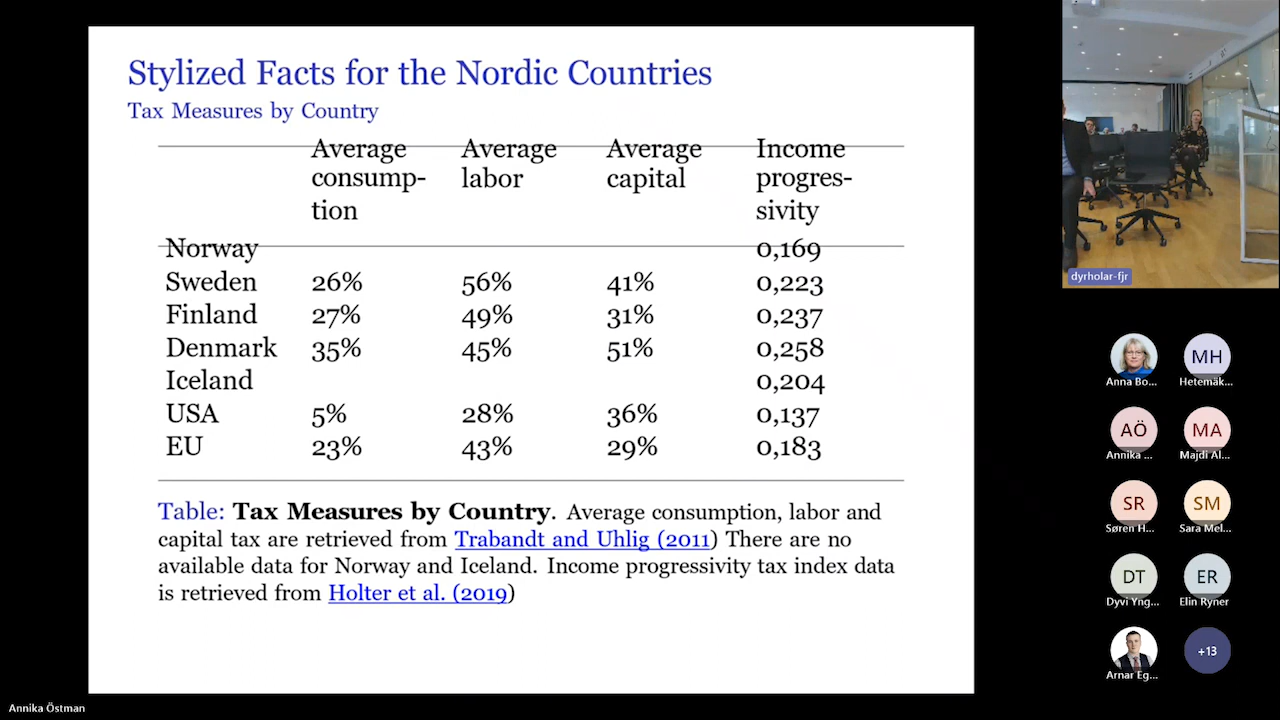 Stylized Facts for the Nordic Countries
Tax Measures by Country
Average consump-tion Average labor Average capital Income progres-sivity
Norway 0,169
Sweden 26% 56% 41% 0,223
Finland 27% 49% 31% 0,237
Denmark 35% 45% 51% 0,258
Iceland 0,204
USA 5% 28% 36% 0,137
EU 23% 43% 29% 0,183
Table: Tax Measures by Country. Average consumption, labor and
capital tax are retrieved from Trabandt and Uhlig (2011) There are no
available data for Norway and Iceland. Income progressivity tax index data
is retrieved from Holter et al. (2019)
dyrholar-fjr
Anna Bo...
MH
Hetemäk...
AÖ
Annika ...
MA
Majdi Al...
SR
Søren H...
SM
Sara Mel...
DT
Dyvi Yng...
ER
Elin Ryner
Arnar Eg...
+13
Annika Östman